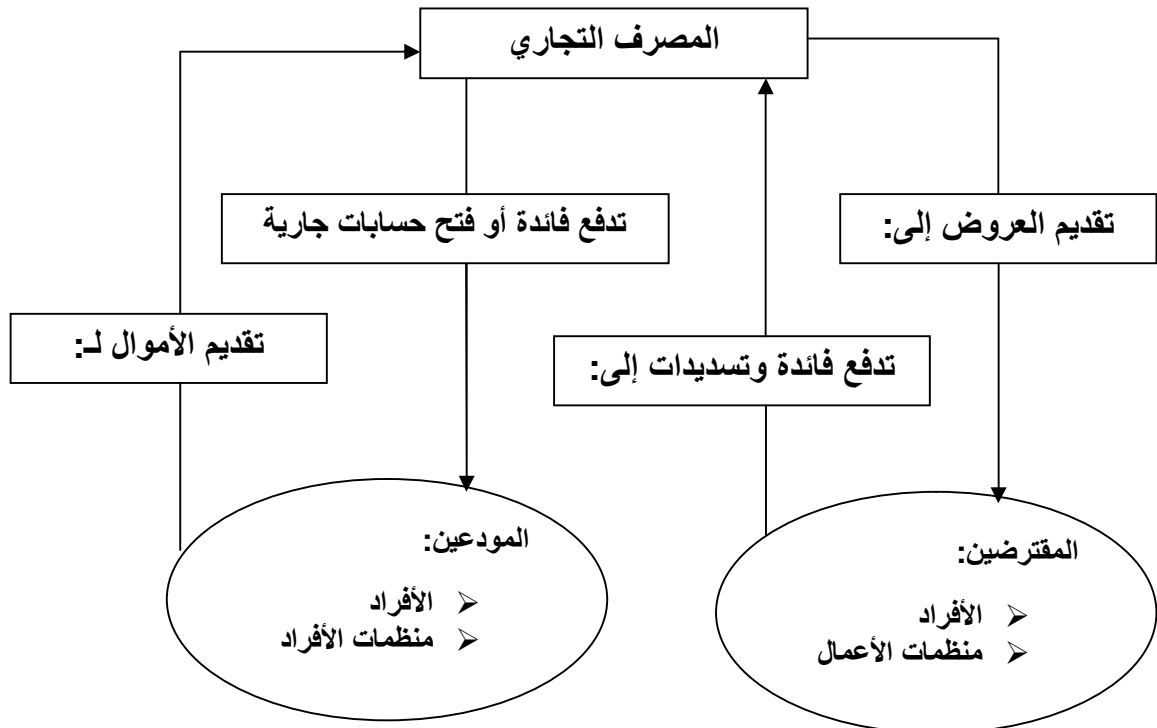 المصرف التجاري
تقديم العروض إلى:
تدفع فائدة أو فتح حسابات جارية
تدفع فائدة وتسديدات إلى:
تقديم الأموال لـ:
المقترضين:
➢ الأفراد
➢ منظمات الأعمال
المودعين:
➢ الأفراد
➢ منظمات الأفراد